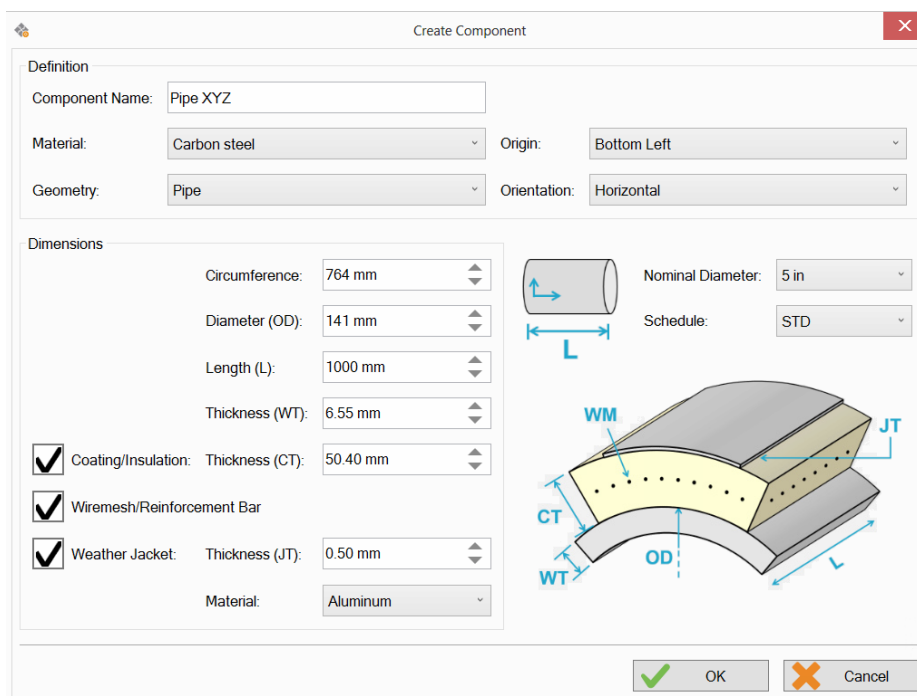 Create Component
Definition
Component Name: Pipe XYZ
Material: Carbon steel Origin: Bottom Left
Geometry: Pipe Orientation: Horizontal
Dimensions
Circumference: 764 mm Nominal Diameter: 5 in
Diameter (OD): 141 mm Schedule: STD
L
Length (L): 1000 mm
Thickness (WT): 6.55 mm
WM
JT
Coating/Insulation: Thickness (CT): 50.40 mm
Wiremesh/Reinforcement Bar
CT
Weather Jacket: Thickness (JT): 0.50 mm
OD
L
WT
Material: Aluminum
OK Cancel